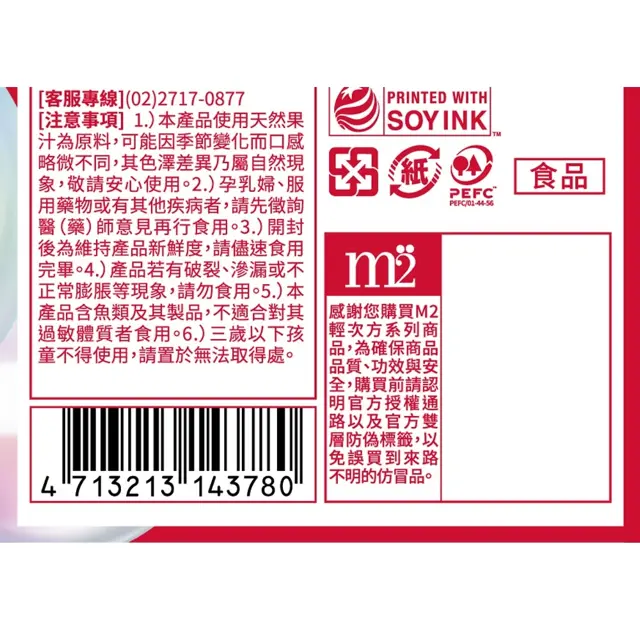 [客服專線](02)2717-0877
[注意事項] 1.)本產品使用天然果
汁為原料,可能因季節變化而口感
略微不同,其色澤差異乃屬自然現
象,敬請安心使用。2.)孕乳婦、服
用藥物或有其他疾病者,請先徵詢
醫(藥)師意見再行食用。3.)開封
後為維持產品新鮮度,請儘速食用
完畢。4.)產品若有破裂、滲漏或不
正常膨脹等現象,請勿食用。5.)本
產品含魚類及其製品,不適合對其
過敏體質者食用。6.)三歲以下孩
童不得使用,請置於無法取得處。
PRINTED WITH
SOY INK
TM
紙
PEFC
PEFC/01-44-56
食品
m2
感謝您購買M2
輕次方系列商
品,為確保商品
品質、功效與安
全,購買前請認
明官方授權通
路以及官方雙
層防偽標籤,以
免誤買到來路
不明的仿冒品。
4 713213 143780